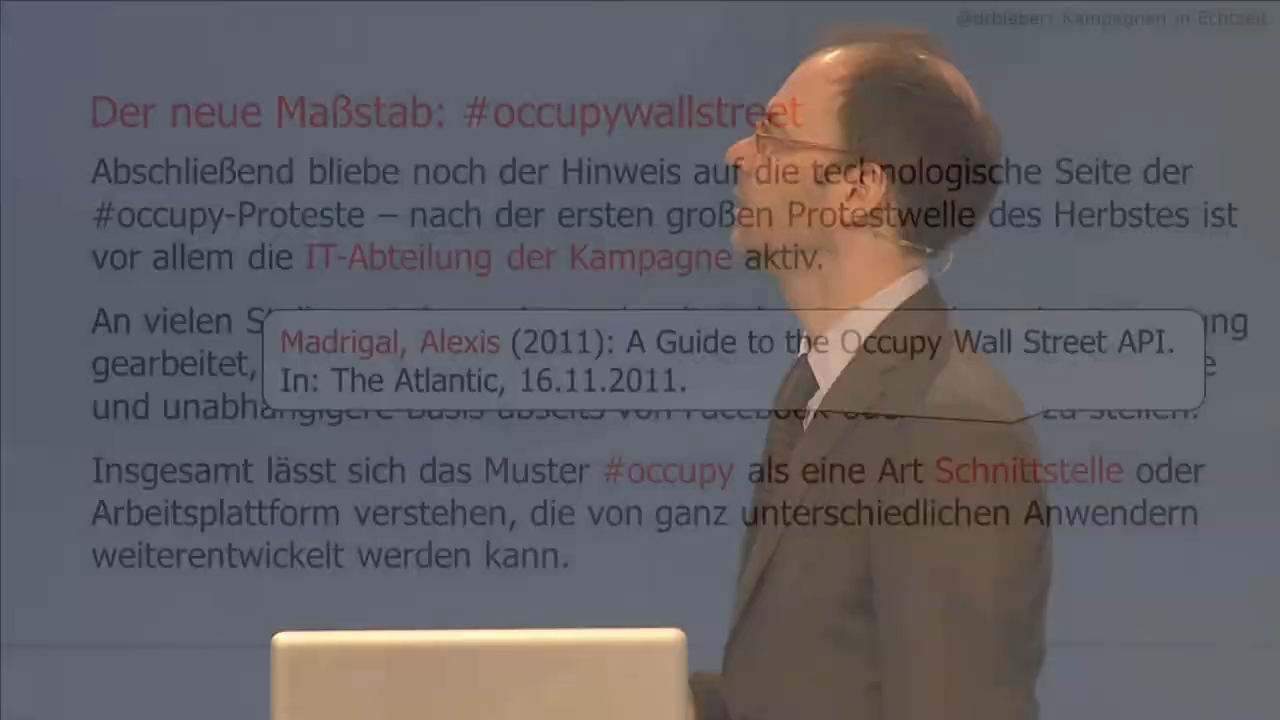 @drbieber: Kampagnen in Echtzeit
Der neue Maßstab: #occupywallstreet
Abschließend bliebe noch der Hinweis auf die technologische Seite der
#occupy-Proteste – nach der ersten großen Protestwelle des Herbstes ist
vor allem die IT-Abteilung der Kampagne aktiv.
An vielen
Madrigal, Alexis (2011): A Guide to the Occupy Wall Street API.
gearbeitet,
In: The Atlantic, 16.11.2011.
und unabhängigere Basis abseits von Facebook zu stellen.
Insgesamt lässt sich das Muster #occupy als eine Art Schnittstelle oder
Arbeitsplattform verstehen, die von ganz unterschiedlichen Anwendern
weiterentwickelt werden kann.